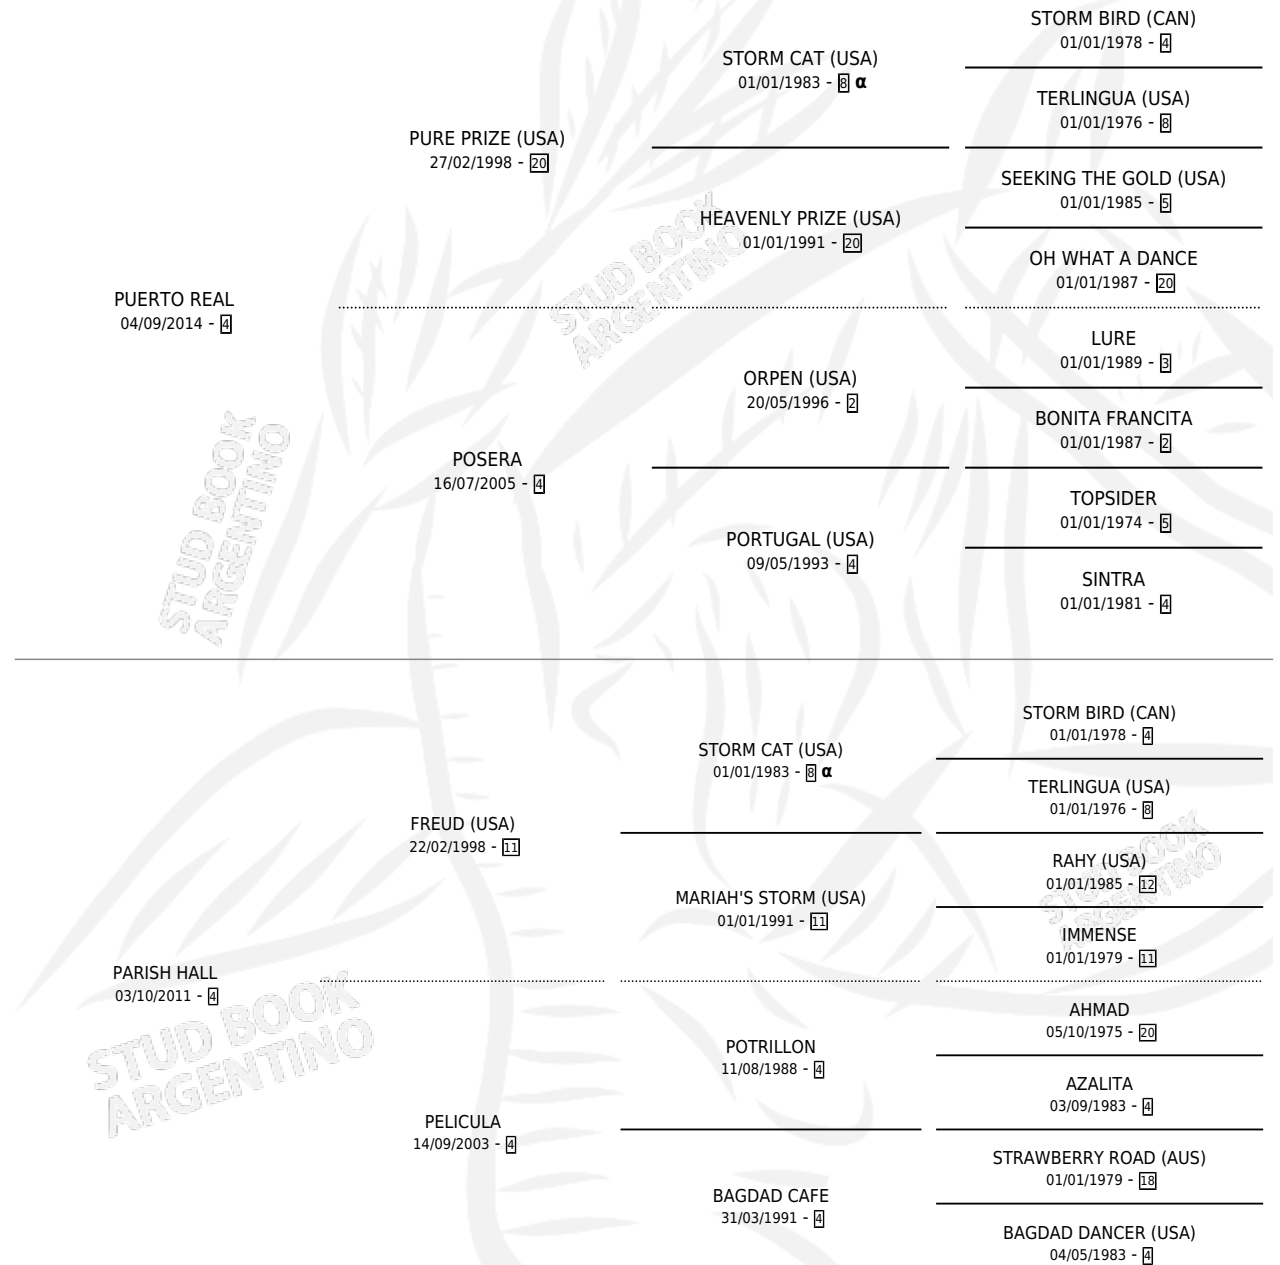 STORM BIRD (CAN)
01/01/1978 - 4
STORM CAT (USA)
01/01/1983 - 8 α
TERLINGUA (USA)
01/01/1976 - 8
PURE PRIZE (USA)
27/02/1998 - 20
SEEKING THE GOLD (USA)
01/01/1985 - 5
HEAVENLY PRIZE (USA)
01/01/1991 - 20
OH WHAT A DANCE
01/01/1987 - 20
PUERTO REAL
04/09/2014 - 4
LURE
01/01/1989 - 3
ORPEN (USA)
20/05/1996 - 2
BONITA FRANCITA
01/01/1987 - 2
POSERA
16/07/2005 - 4
TOPSIDER
01/01/1974 - 5
PORTUGAL (USA)
09/05/1993 - 4
SINTRA
01/01/1981 - 4
STUD BOOK
ARGENTINO
STUD BOOK
ARGENTINO
STORM BIRD (CAN)
01/01/1978 - 4
STORM CAT (USA)
01/01/1983 - 8 α
TERLINGUA (USA)
01/01/1976 - 8
FREUD (USA)
22/02/1998 - 11
RAHY (USA)
01/01/1985 - 12
MARIAH'S STORM (USA)
01/01/1991 - 11
IMMENSE
01/01/1979 - 11
PARISH HALL
03/10/2011 - 4
AHMAD
05/10/1975 - 20
POTRILLON
11/08/1988 - 4
AZALITA
03/09/1983 - 4
PELICULA
14/09/2003 - 4
STRAWBERRY ROAD (AUS)
01/01/1979 - 18
BAGDAD CAFE
31/03/1991 - 4
BAGDAD DANCER (USA)
04/05/1983 - 4
STUD BOOK
ARGENTINO
STUD BOOK
ARGENTINO